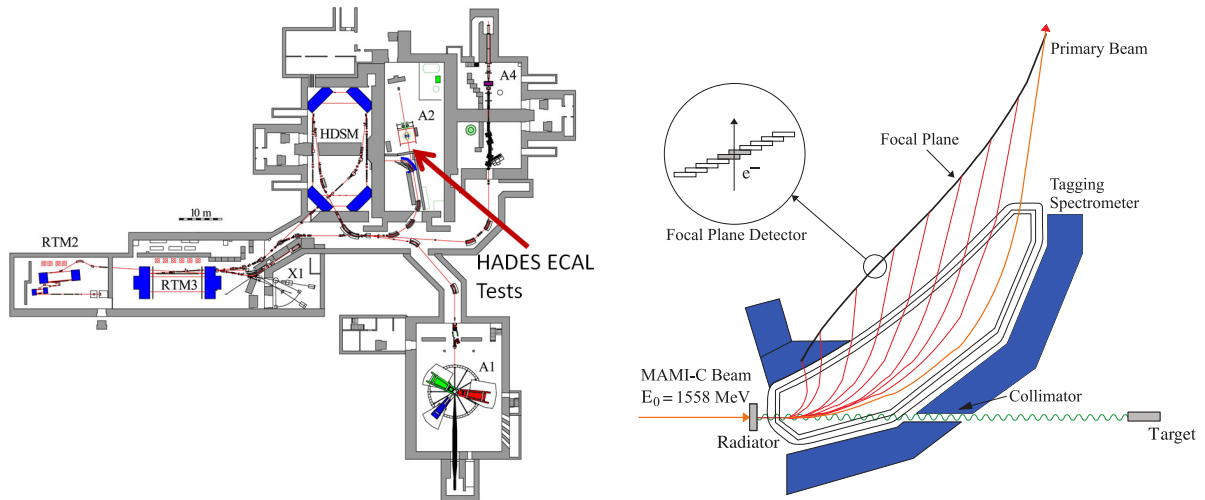 HDSM
A2
A4
10 m
RTM2
RTM3
X1
HADES ECAL
Tests
A1
Primary Beam
Focal Plane
e⁻
Focal Plane Detector
Tagging
Spectrometer
MAMI-C Beam
E₀ = 1558 MeV
Radiator
Collimator
Target